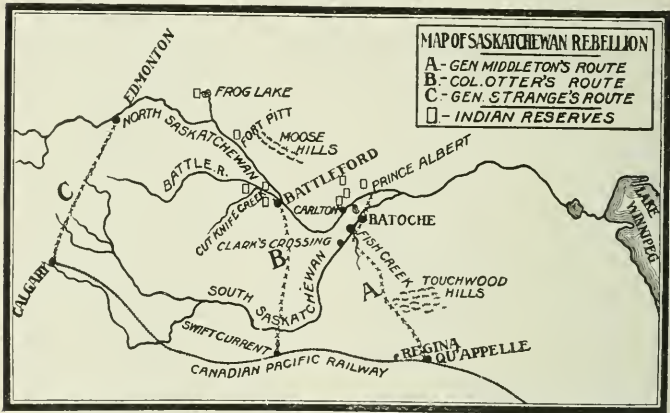 MAP OF SASKATCHEWAN REBELLION
A.-GEN MIDDLETON'S ROUTE
B.-COL. OTTER'S ROUTE
C.-GEN. STRANGE'S ROUTE
▯.-INDIAN RESERVES
EDMONTON
FROG LAKE
NORTH SASKATCHEWAN
FORT PITT
MOOSE
HILLS
BATTLE R.
BATTLEFORD
PRINCE ALBERT
C
CUT KNIFE CREEK
CARLTON
BATOCHE
CLARK'S CROSSING
FISH CREEK
LAKE
WINNIPEG
B
A
CALGARY
SOUTH SASKATCHEWAN
TOUCHWOOD
HILLS
SWIFT CURRENT
REGINA
QU'APPELLE
CANADIAN PACIFIC RAILWAY